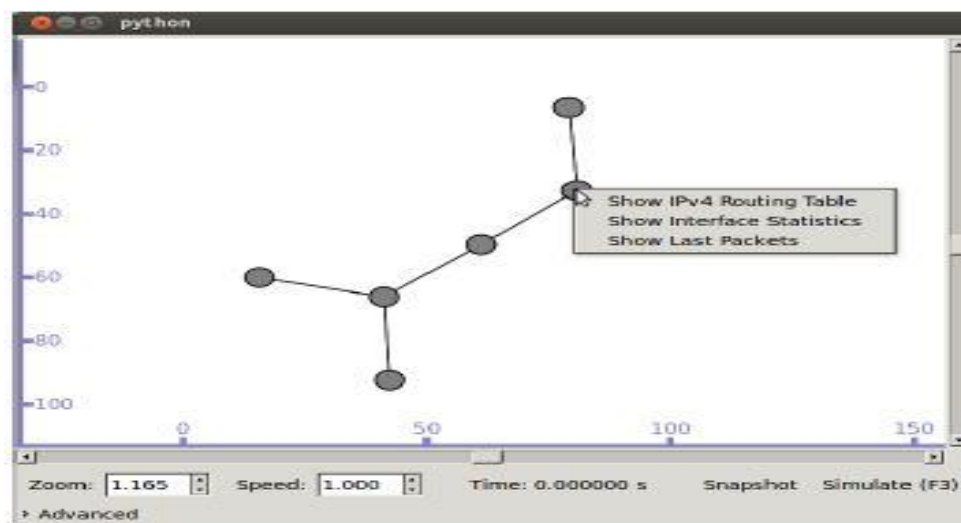 python
0
20
Show IPv4 Routing Table
40
Show Interface Statistics
Show Last Packets
60
80
100
0 50 100 150
Zoom: 1.165 Speed: 1.000 Time: 0.000000 s Snapshot Simulate (F3)
Advanced